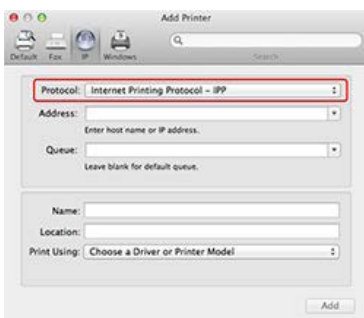 Add Printer
Default Fax IP Windows Search
Protocol: Internet Printing Protocol – IPP
Address:
Enter host name or IP address.
Queue:
Leave blank for default queue.
Name:
Location:
Print Using: Choose a Driver or Printer Model
Add